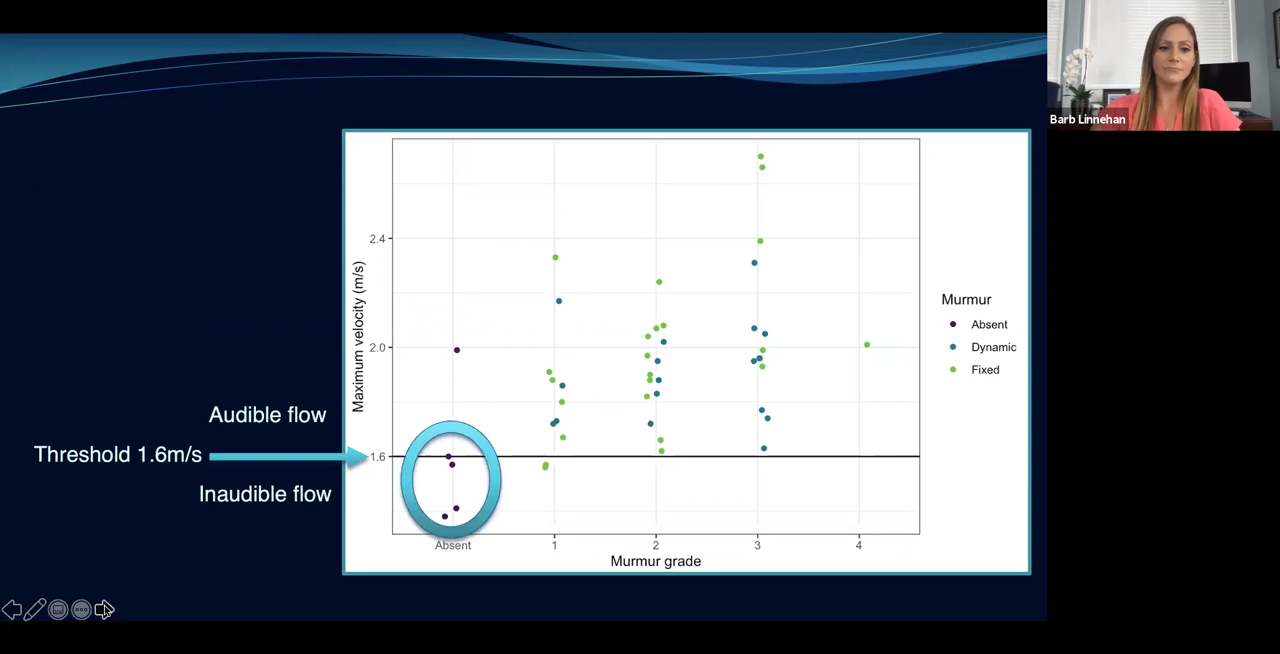 Barb Linnehan
Audible flow
Threshold 1.6m/s
Inaudible flow
Maximum velocity (m/s)
2.4
2.0
1.6
Absent
1
2
3
4
Murmur grade
Murmur
Absent
Dynamic
Fixed